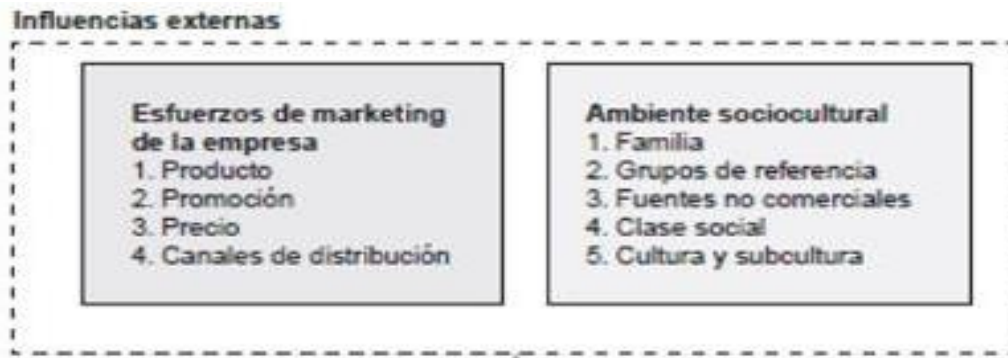 Influencias externas
Esfuerzos de marketing
de la empresa
1. Producto
2. Promoción
3. Precio
4. Canales de distribución
Ambiente sociocultural
1. Familia
2. Grupos de referencia
3. Fuentes no comerciales
4. Clase social
5. Cultura y subcultura